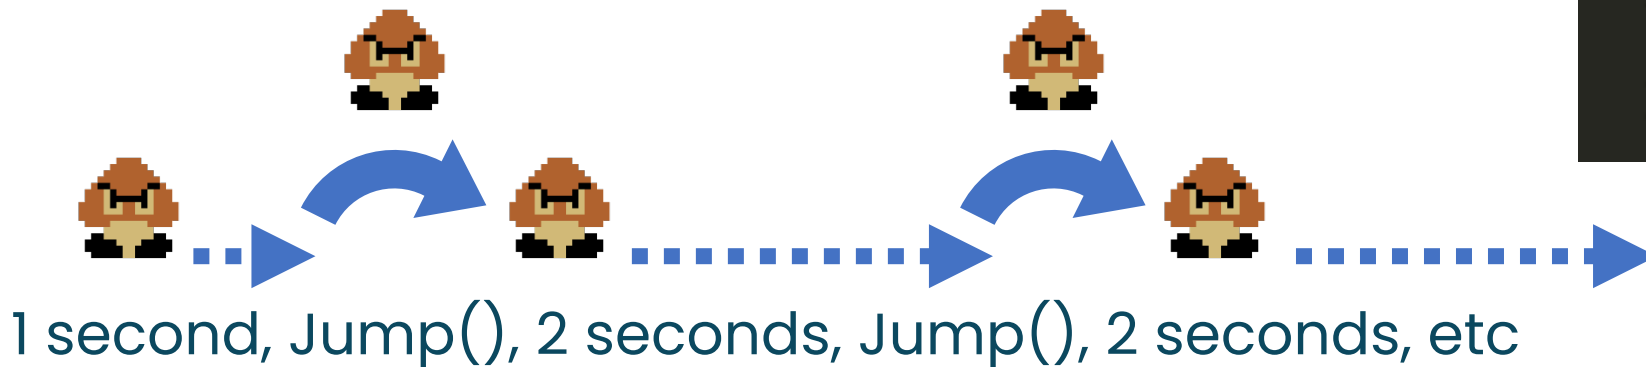 1 second, Jump(), 2 seconds, Jump(), 2 seconds, etc